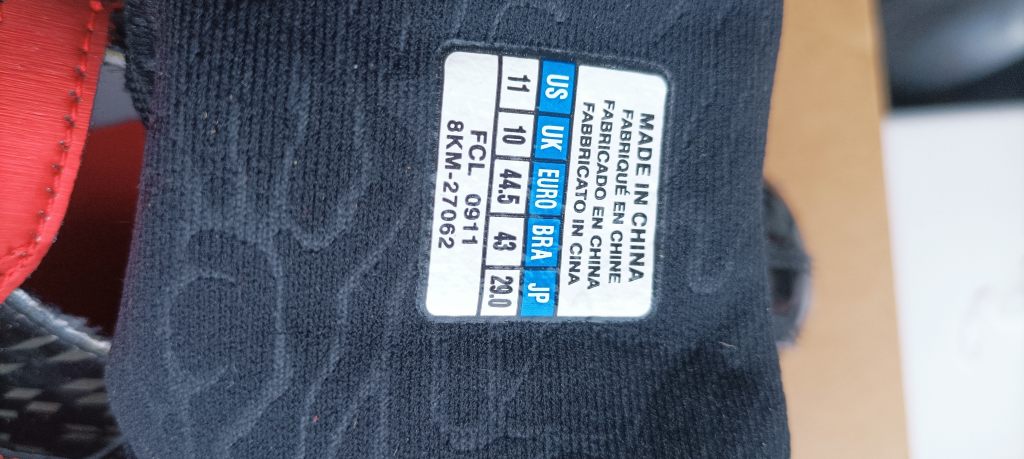 MADE IN CHINA
FABRIQUÉ EN CHINE
FABRICADO EN CHINA
FABBRICATO IN CINA
US UK EURO BRA JP
11 10 44.5 43 29.0
FCL 0911
8KM-27062